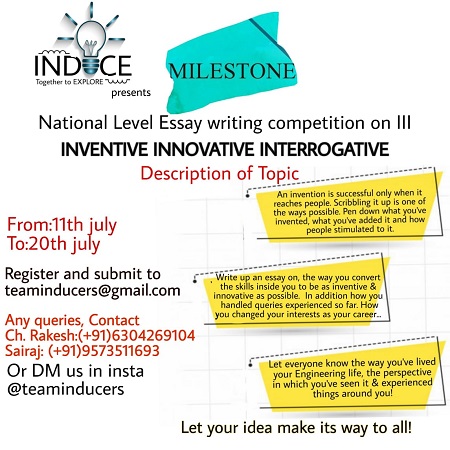 INDUCE
Together to EXPLORE
presents
MILESTONE
National Level Essay writing competition on III
INVENTIVE INNOVATIVE INTERROGATIVE
Description of Topic
An invention is successful only when it
reaches people. Scribbling it up is one of
the ways possible. Pen down what you've
invented, what you've added it and how
people stimulated to it.
From:11th july
To:20th july
Register and submit to
teaminducers@gmail.com
Write up an essay on, the way you convert
the skills inside you to be as inventive &
innovative as possible. In addition how you
handled queries experienced so far. How
you changed your interests as your career..
Any queries, Contact
Ch. Rakesh:(+91)6304269104
Sairaj: (+91)9573511693
Or DM us in insta
@teaminducers
Let everyone know the way you've lived
your Engineering life, the perspective
in which you've seen it & experienced
things around you!
Let your idea make its way to all!